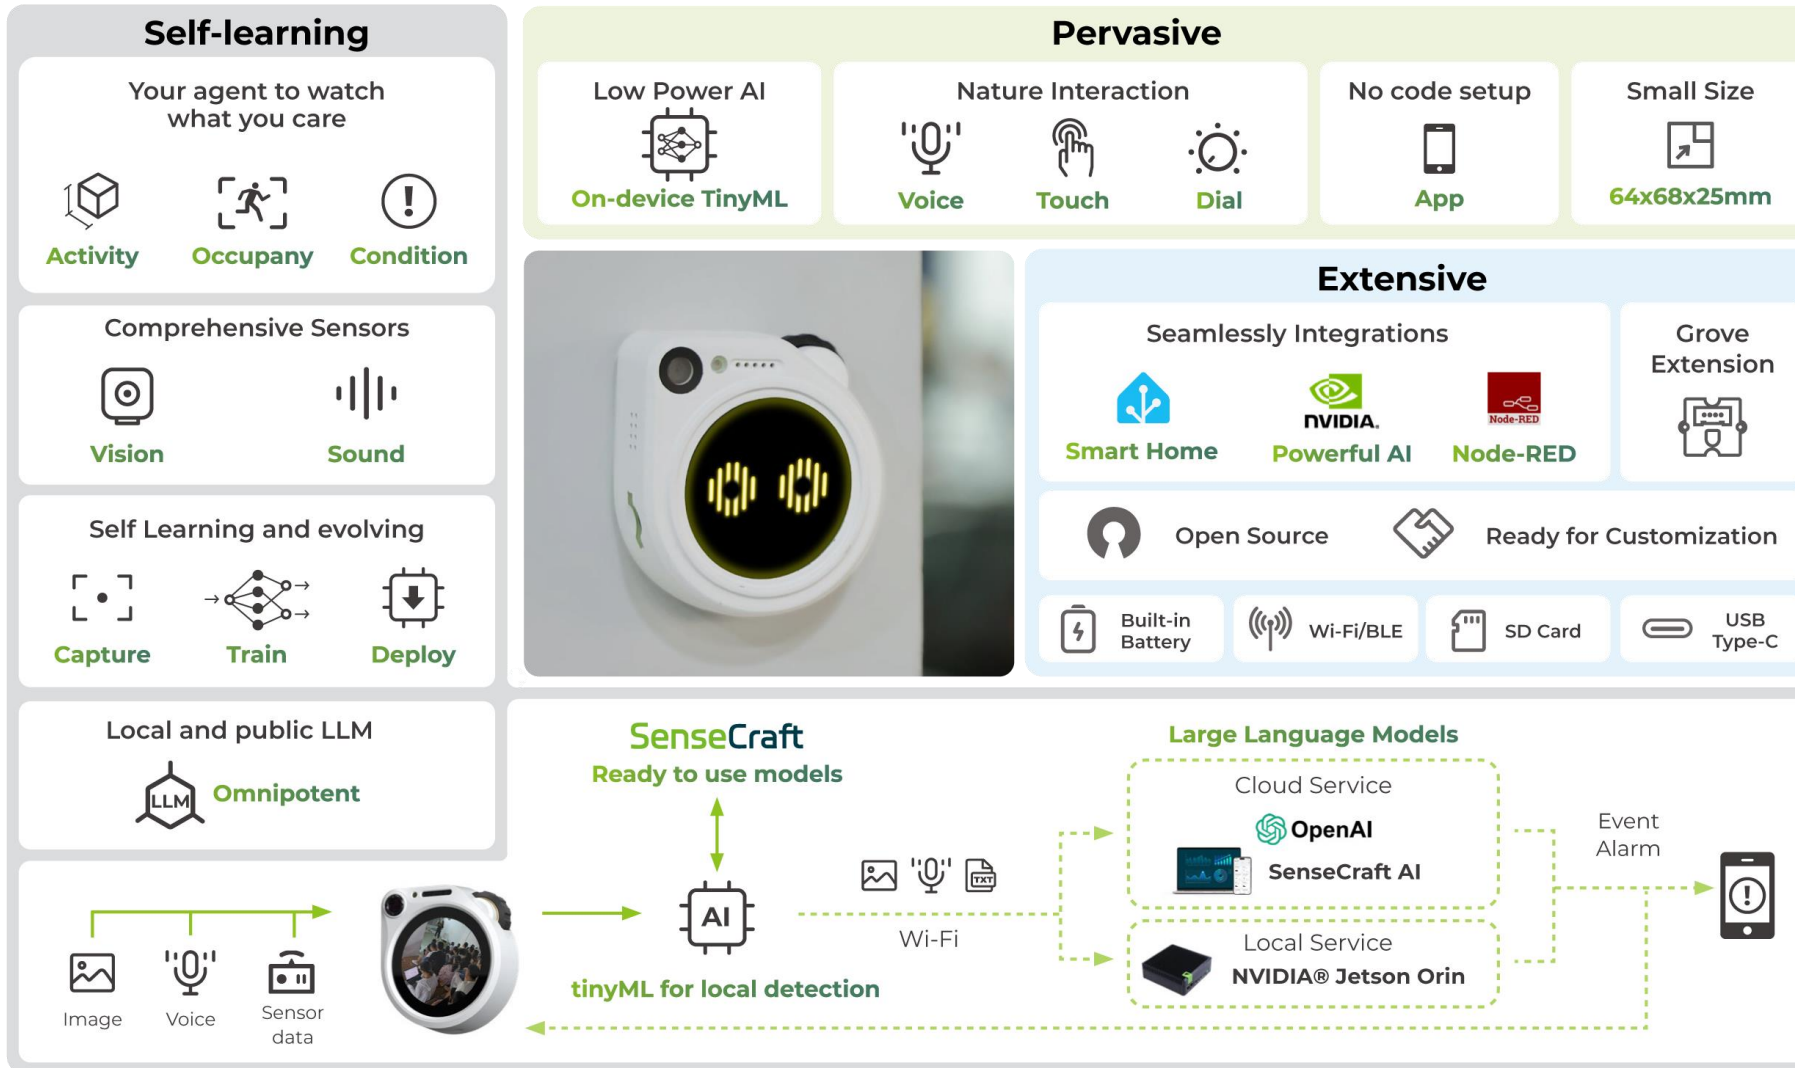 Self-learning
Your agent to watch
what you care
Activity
Occupany
Condition
Comprehensive Sensors
Vision
Sound
Self Learning and evolving
Capture
Train
Deploy
Local and public LLM
LLM
Omnipotent
Pervasive
Low Power AI
On-device TinyML
Nature Interaction
Voice
Touch
Dial
No code setup
App
Small Size
64x68x25mm
Extensive
Seamlessly Integrations
Smart Home
NVIDIA.
Powerful AI
Node-RED
Node-RED
Grove
Extension
Open Source
Ready for Customization
Built-in
Battery
Wi-Fi/BLE
SD Card
USB
Type-C
Image
Voice
Sensor
data
SenseCraft
Ready to use models
AI
tinyML for local detection
TXT
Wi-Fi
Large Language Models
Cloud Service
OpenAI
SenseCraft AI
Local Service
NVIDIA® Jetson Orin
Event
Alarm